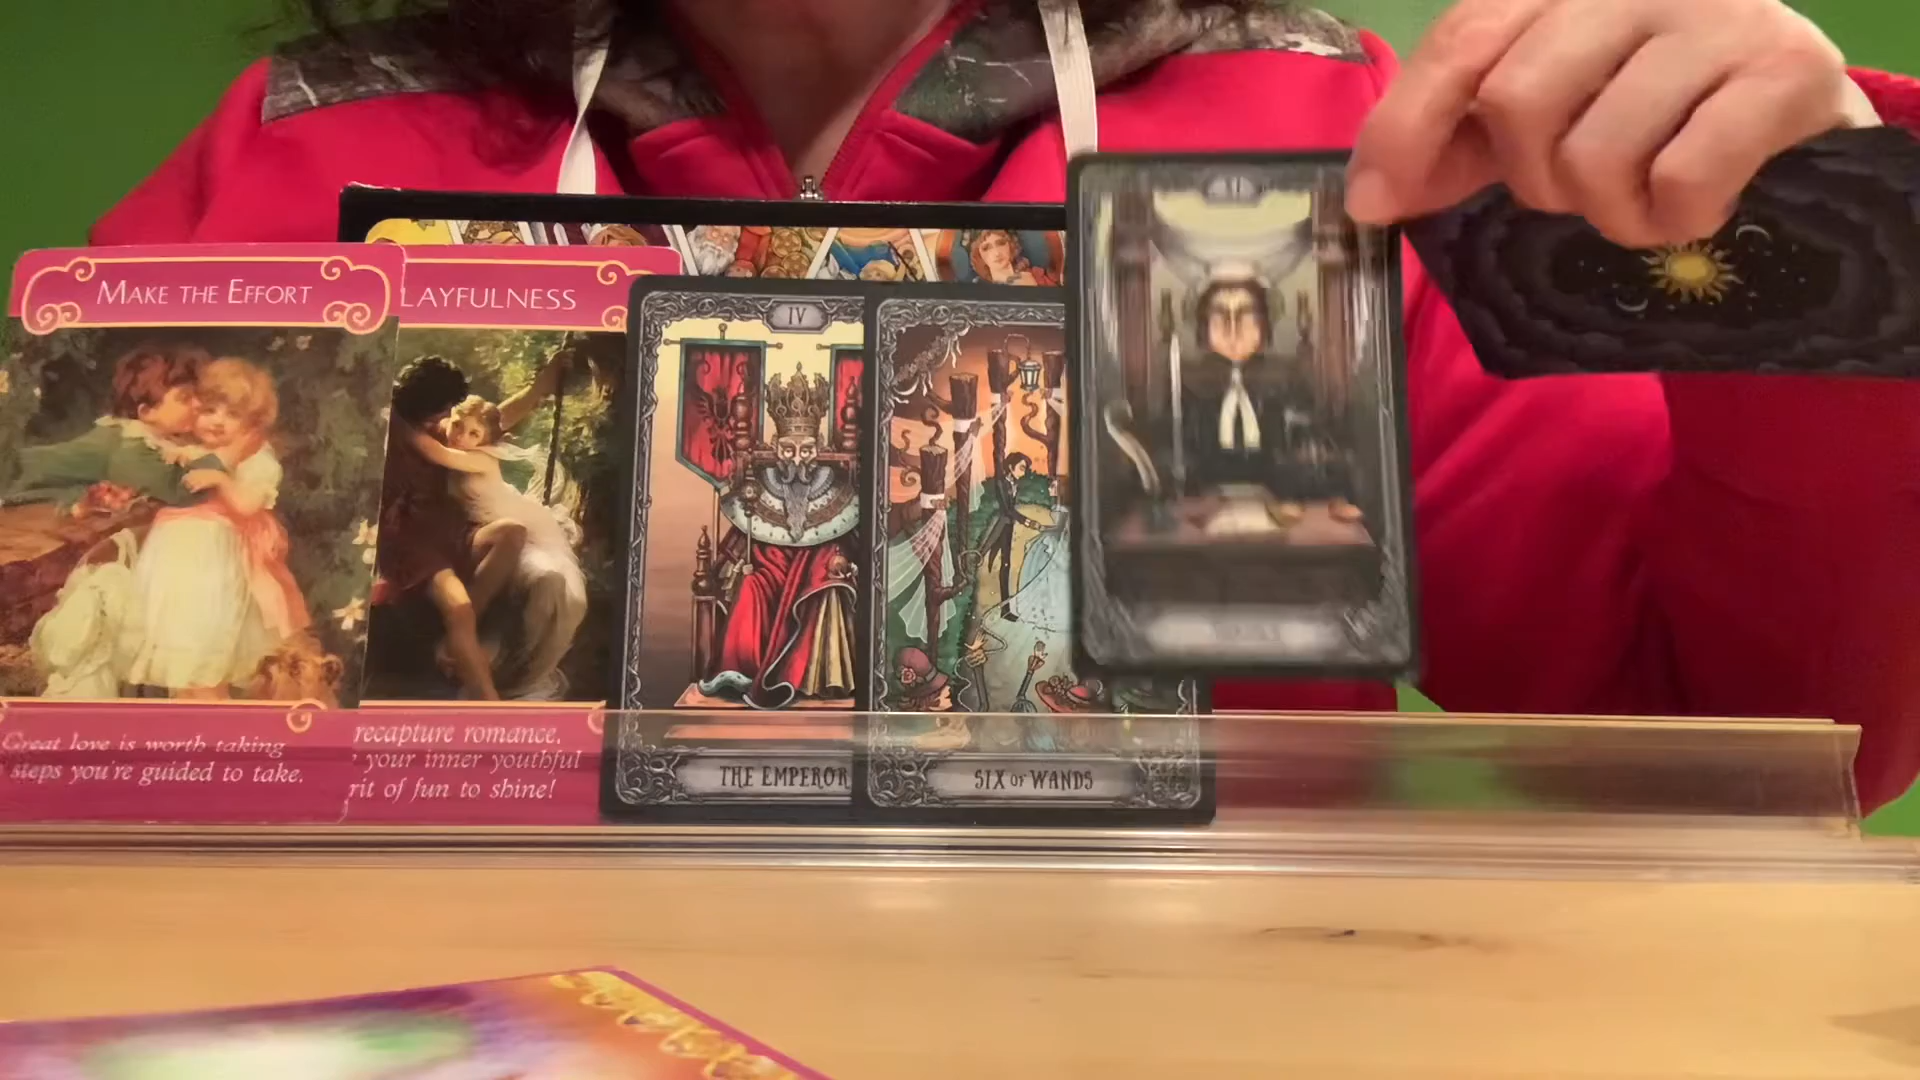 MAKE THE EFFORT
LAYFULNESS
IV
Great love is worth taking
steps you're guided to take.
recapture romance,
your inner youthful
rit of fun to shine!
THE EMPEROR
SIX OF WANDS